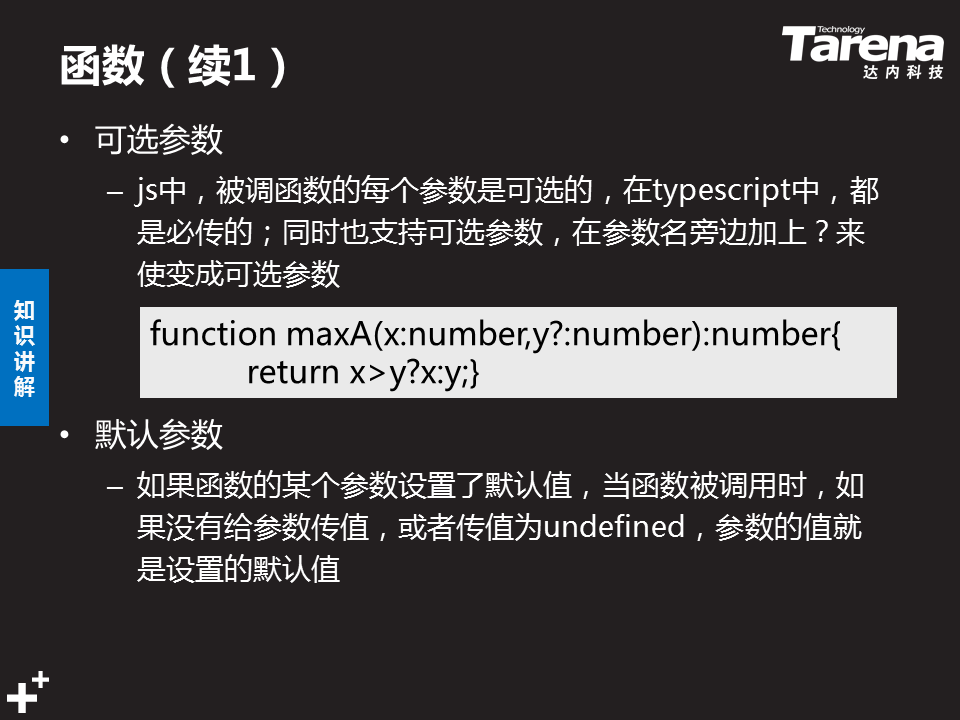 函数（续1）
Technology
Tarena
达内科技
• 可选参数
– js中，被调函数的每个参数是可选的，在typescript中，都
是必传的；同时也支持可选参数，在参数名旁边加上？来
使变成可选参数
知
识
讲
解
function maxA(x:number,y?:number):number{
return x>y?x:y;}
• 默认参数
– 如果函数的某个参数设置了默认值，当函数被调用时，如
果没有给参数传值，或者传值为undefined，参数的值就
是设置的默认值